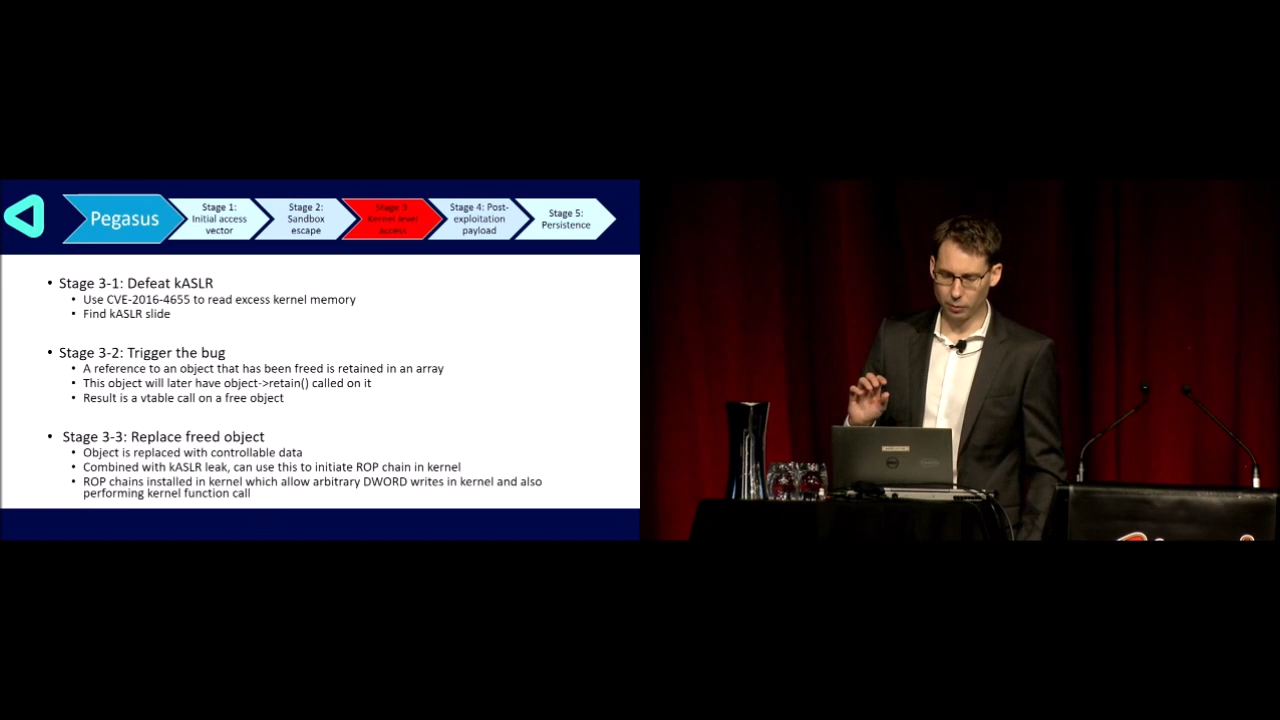 Pegasus
Stage 1:
Initial access
vector
Stage 2:
Sandbox
escape
Stage 3
Kernel level
access
Stage 4: Post-
exploitation
payload
Stage 5:
Persistence
• Stage 3-1: Defeat kASLR
• Use CVE-2016-4655 to read excess kernel memory
• Find kASLR slide
• Stage 3-2: Trigger the bug
• A reference to an object that has been freed is retained in an array
• This object will later have object->retain() called on it
• Result is a vtable call on a free object
• Stage 3-3: Replace freed object
• Object is replaced with controllable data
• Combined with kASLR leak, can use this to initiate ROP chain in kernel
• ROP chains installed in kernel which allow arbitrary DWORD writes in kernel and also
performing kernel function call
DELL